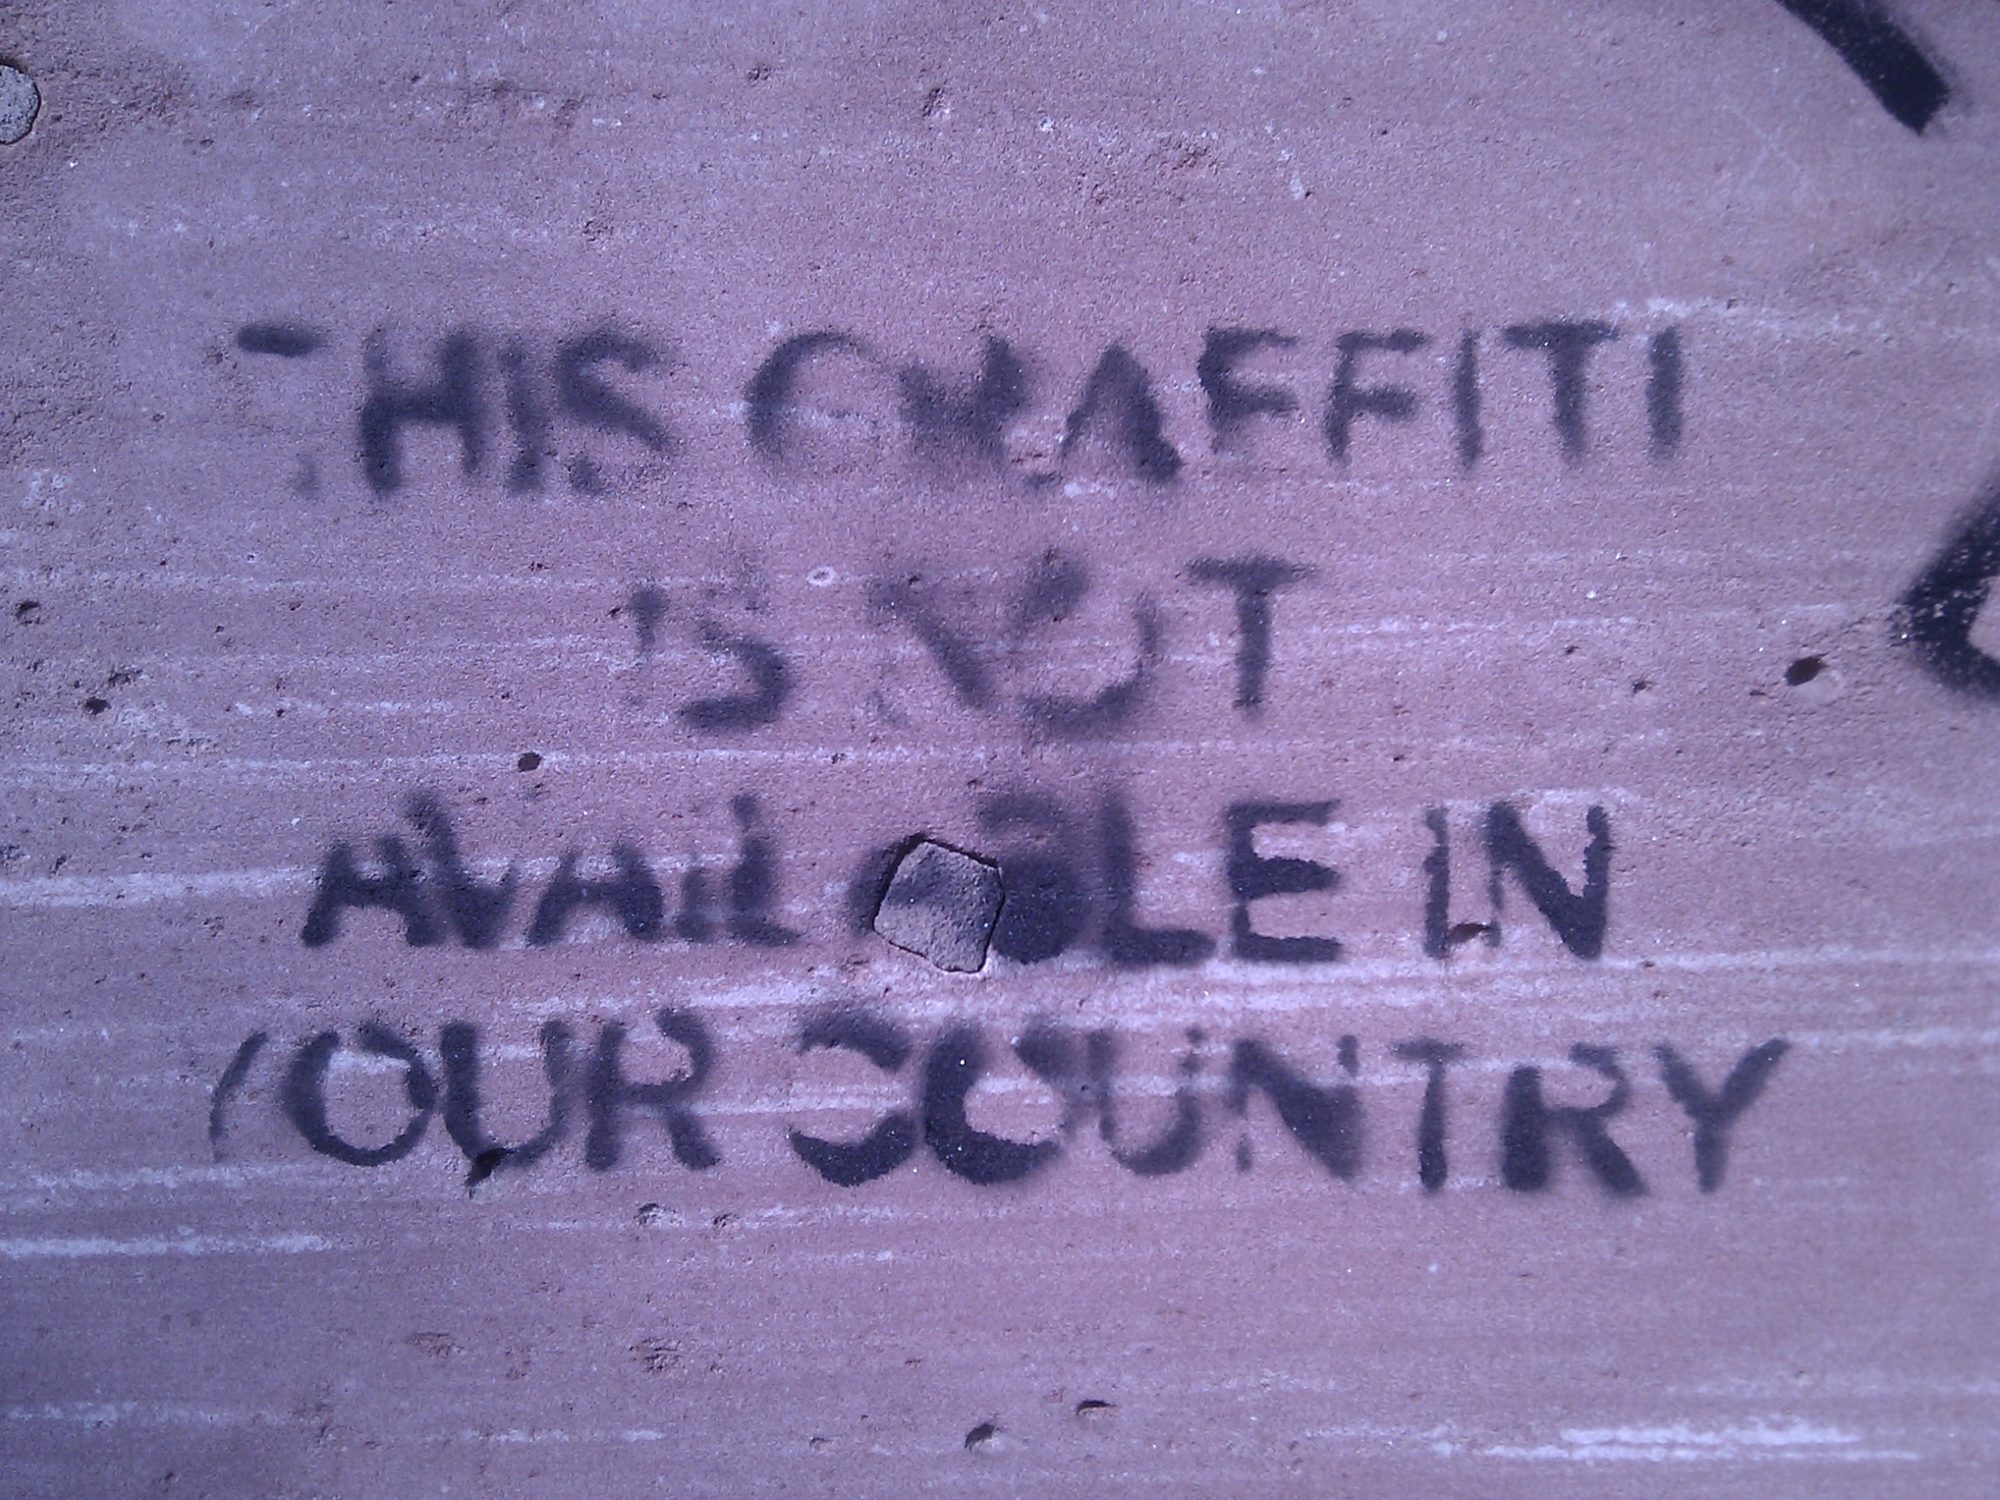 THIS GRAFFITI
IS NOT
AVAILABLE IN
YOUR COUNTRY